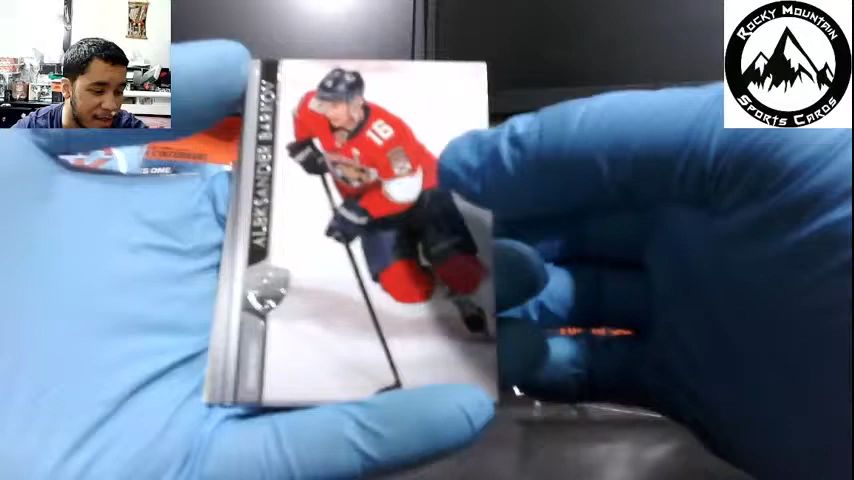 ROCKY MOUNTAIN
SPORTS CARDS
ALEKSANDER BARKOV
16